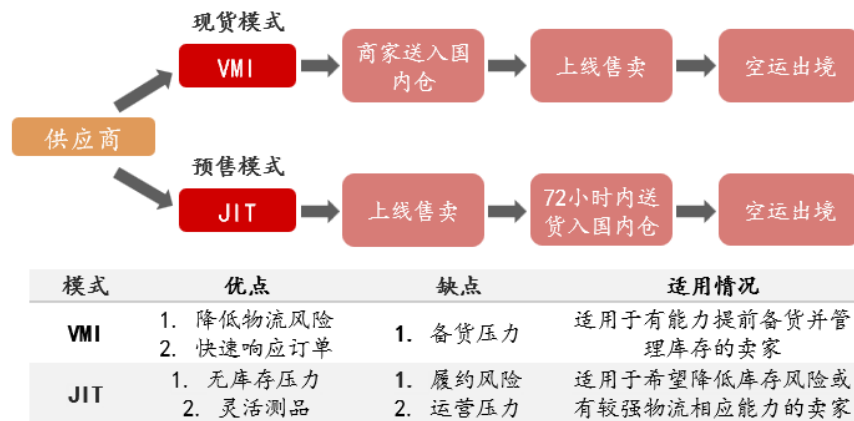 现货模式
VMI
商家送入国
内仓
上线售卖
空运出境
供应商
预售模式
JIT
上线售卖
72小时内送
货入国内仓
空运出境
模式 优点 缺点 适用情况
VMI
1. 降低物流风险
2. 快速响应订单
1. 备货压力
适用于有能力提前备货并管
理库存的卖家
JIT
1. 无库存压力
2. 灵活测品
1. 履约风险
2. 运营压力
适用于希望降低库存风险或
有较强物流相应能力的卖家